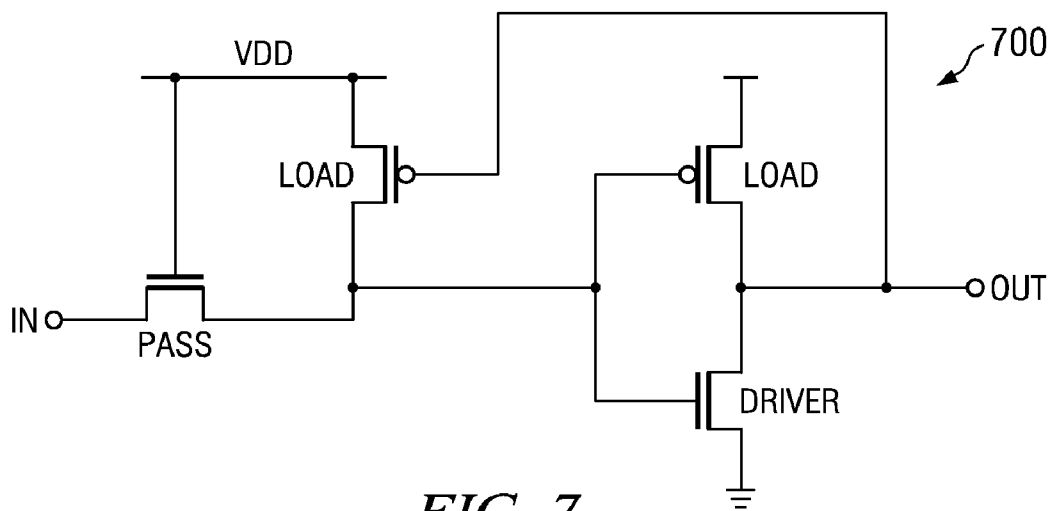 700
VDD
LOAD
LOAD
IN
PASS
OUT
DRIVER
FIG. 7